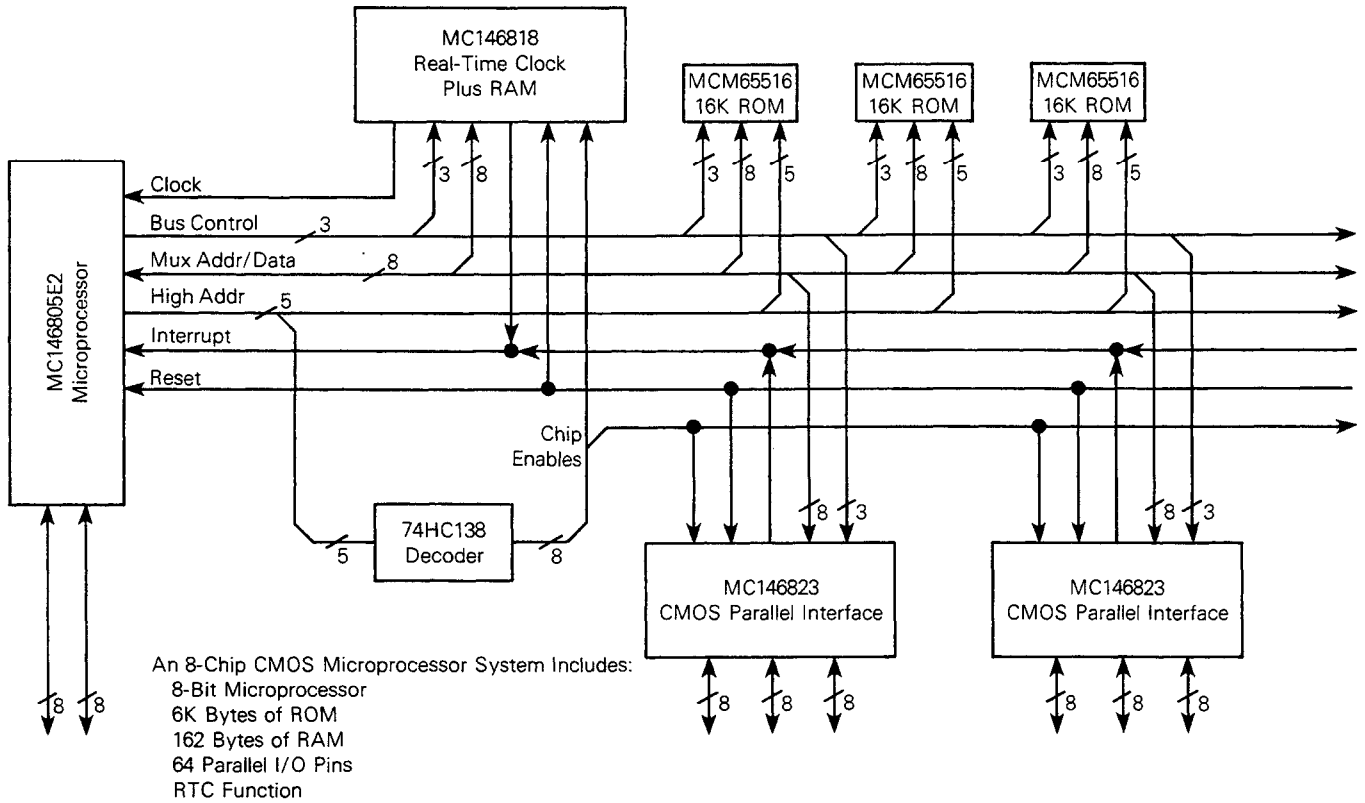 MC146818
Real-Time Clock
Plus RAM
MCM65516
16K ROM
MCM65516
16K ROM
MCM65516
16K ROM
3
8
3
8
5
3
8
5
3
8
5
MC146805E2
Microprocessor
Clock
Bus Control
3
Mux Addr/Data
8
High Addr
5
Interrupt
Reset
Chip
Enables
74HC138
Decoder
5
8
8
3
8
3
MC146823
CMOS Parallel Interface
MC146823
CMOS Parallel Interface
8
8
8
8
8
8
8
8
An 8-Chip CMOS Microprocessor System Includes:
8-Bit Microprocessor
6K Bytes of ROM
162 Bytes of RAM
64 Parallel I/O Pins
RTC Function